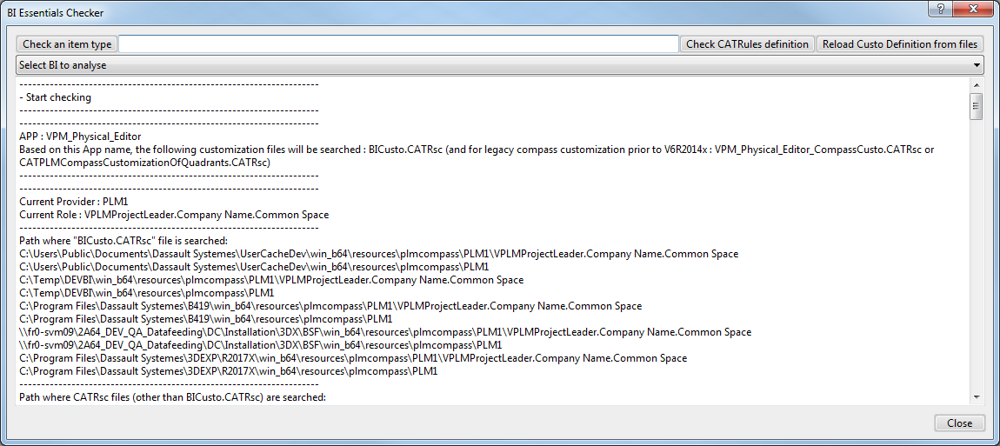 BI Essentials Checker
Check an item type Check CATRules definition Reload Custo Definition from files
Select BI to analyse
---------------------------------------------------------------------
- Start checking
---------------------------------------------------------------------
---------------------------------------------------------------------
APP : VPM_Physical_Editor
Based on this App name, the following customization files will be searched : BICusto.CATRsc (and for legacy compass customization prior to V6R2014x : VPM_Physical_Editor_CompassCusto.CATRsc or
CATPLMCompassCustomizationOfQuadrants.CATRsc)
---------------------------------------------------------------------
---------------------------------------------------------------------
Current Provider : PLM1
Current Role : VPLMProjectLeader.Company Name.Common Space
---------------------------------------------------------------------
Path where "BICusto.CATRsc" file is searched:
C:\Users\Public\Documents\Dassault Systemes\UserCacheDev\win_b64\resources\plmcompass\PLM1\VPLMProjectLeader.Company Name.Common Space
C:\Users\Public\Documents\Dassault Systemes\UserCacheDev\win_b64\resources\plmcompass\PLM1
C:\Temp\DEVBI\win_b64\resources\plmcompass\PLM1\VPLMProjectLeader.Company Name.Common Space
C:\Temp\DEVBI\win_b64\resources\plmcompass\PLM1
C:\Program Files\Dassault Systemes\B419\win_b64\resources\plmcompass\PLM1\VPLMProjectLeader.Company Name.Common Space
C:\Program Files\Dassault Systemes\B419\win_b64\resources\plmcompass\PLM1
\\fr0-svm09\2A64_DEV_QA_Datafeeding\DC\Installation\3DX\BSF\win_b64\resources\plmcompass\PLM1\VPLMProjectLeader.Company Name.Common Space
\\fr0-svm09\2A64_DEV_QA_Datafeeding\DC\Installation\3DX\BSF\win_b64\resources\plmcompass\PLM1
C:\Program Files\Dassault Systemes\3DEXP\R2017X\win_b64\resources\plmcompass\PLM1\VPLMProjectLeader.Company Name.Common Space
C:\Program Files\Dassault Systemes\3DEXP\R2017X\win_b64\resources\plmcompass\PLM1
---------------------------------------------------------------------
Path where CATRsc files (other than BICusto.CATRsc) are searched:
Close